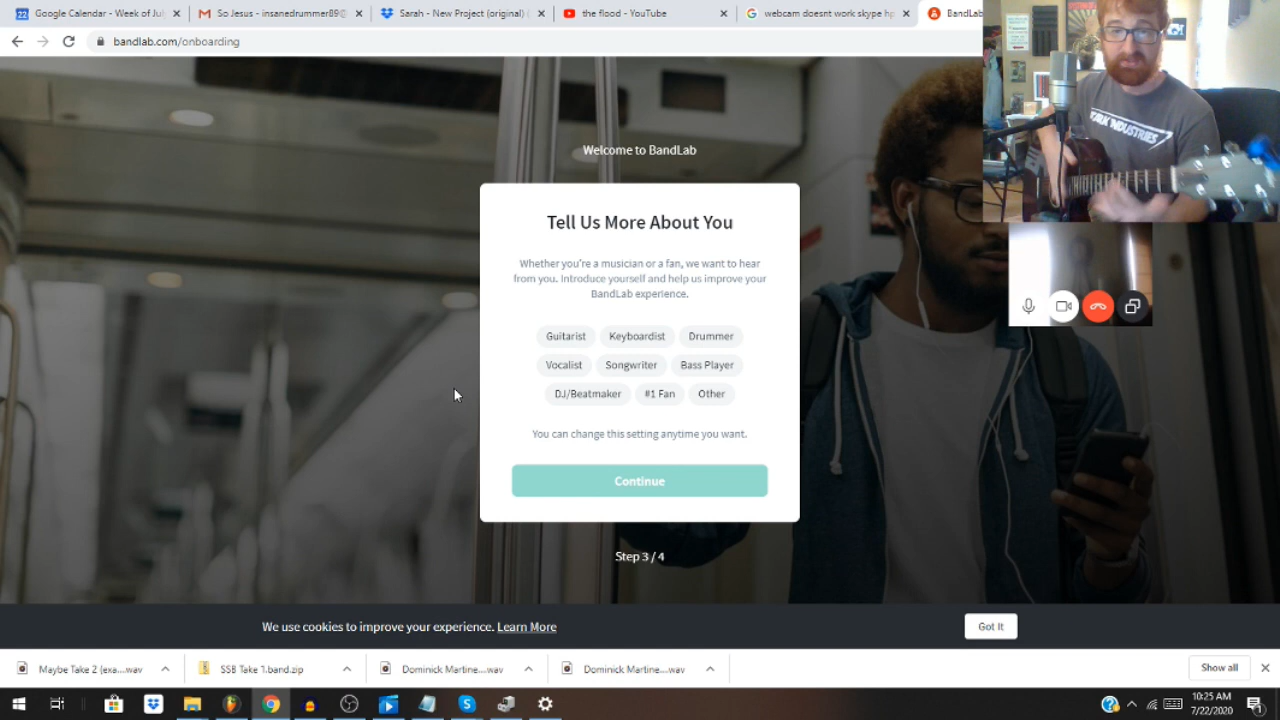 Google Calendar - Week of Jul
So Jesus - insanedrummer89@
Sarah - New Project (original) (
the flood - YouTube
webcam doesnt work skype hp
BandLab
bandlab.com/onboarding
Welcome to BandLab
Tell Us More About You
Whether you're a musician or a fan, we want to hear
from you. Introduce yourself and help us improve your
BandLab experience.
Guitarist
Keyboardist
Drummer
Vocalist
Songwriter
Bass Player
DJ/Beatmaker
#1 Fan
Other
You can change this setting anytime you want.
Continue
Step 3 / 4
We use cookies to improve your experience. Learn More
Got It
Maybe Take 2 (exa....wav
SSB Take 1.band.zip
Dominick Martine....wav
Dominick Martine....wav
Show all
10:25 AM
7/22/2020
INDUSTRIES